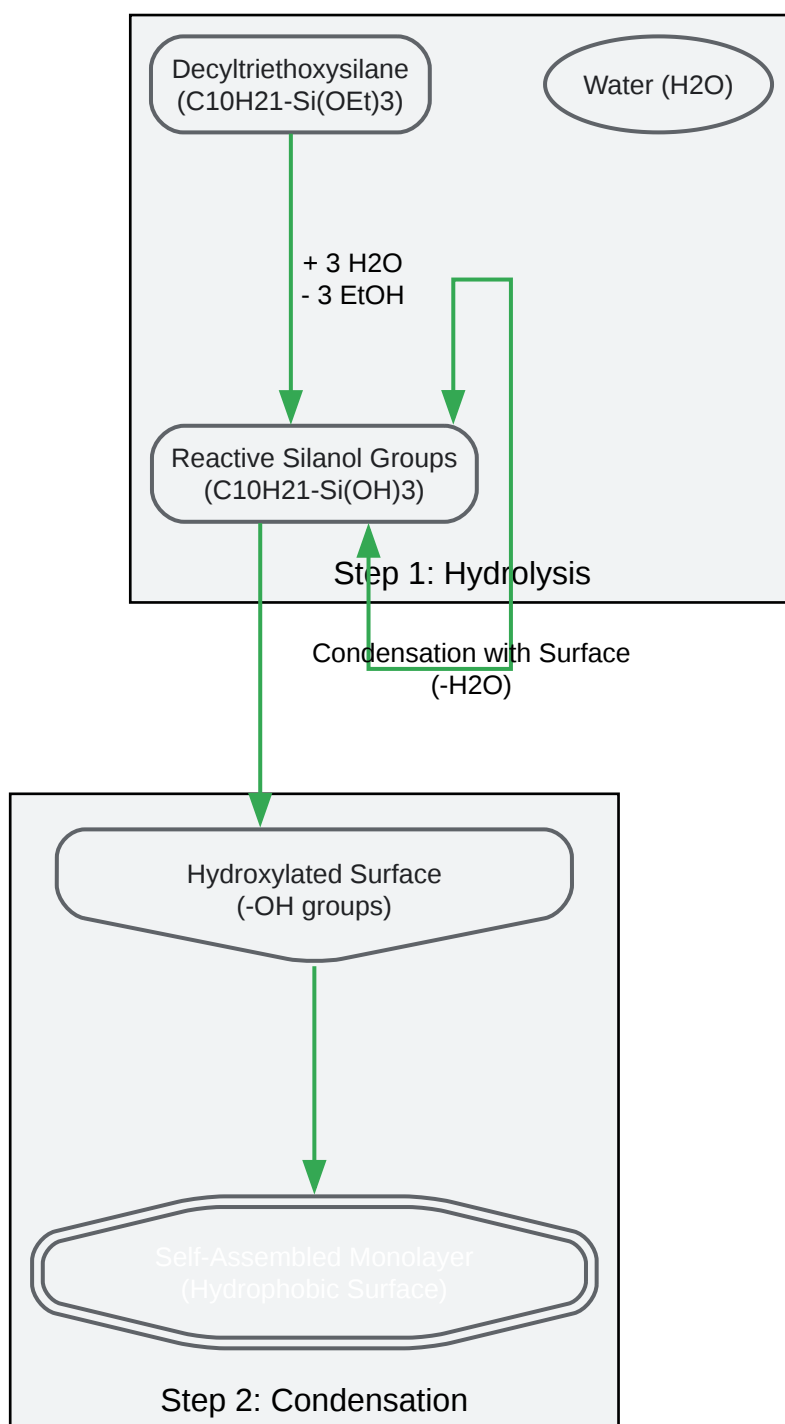 Decyltriethoxysilane
(C10H21-Si(OEt)3)
Water (H2O)
+ 3 H2O
- 3 EtOH
Reactive Silanol Groups
(C10H21-Si(OH)3)
Step 1: Hydrolysis
Condensation with Surface
(-H2O)
Hydroxylated Surface
(-OH groups)
Self-Assembled Monolayer
(Hydrophobic Surface)
Step 2: Condensation